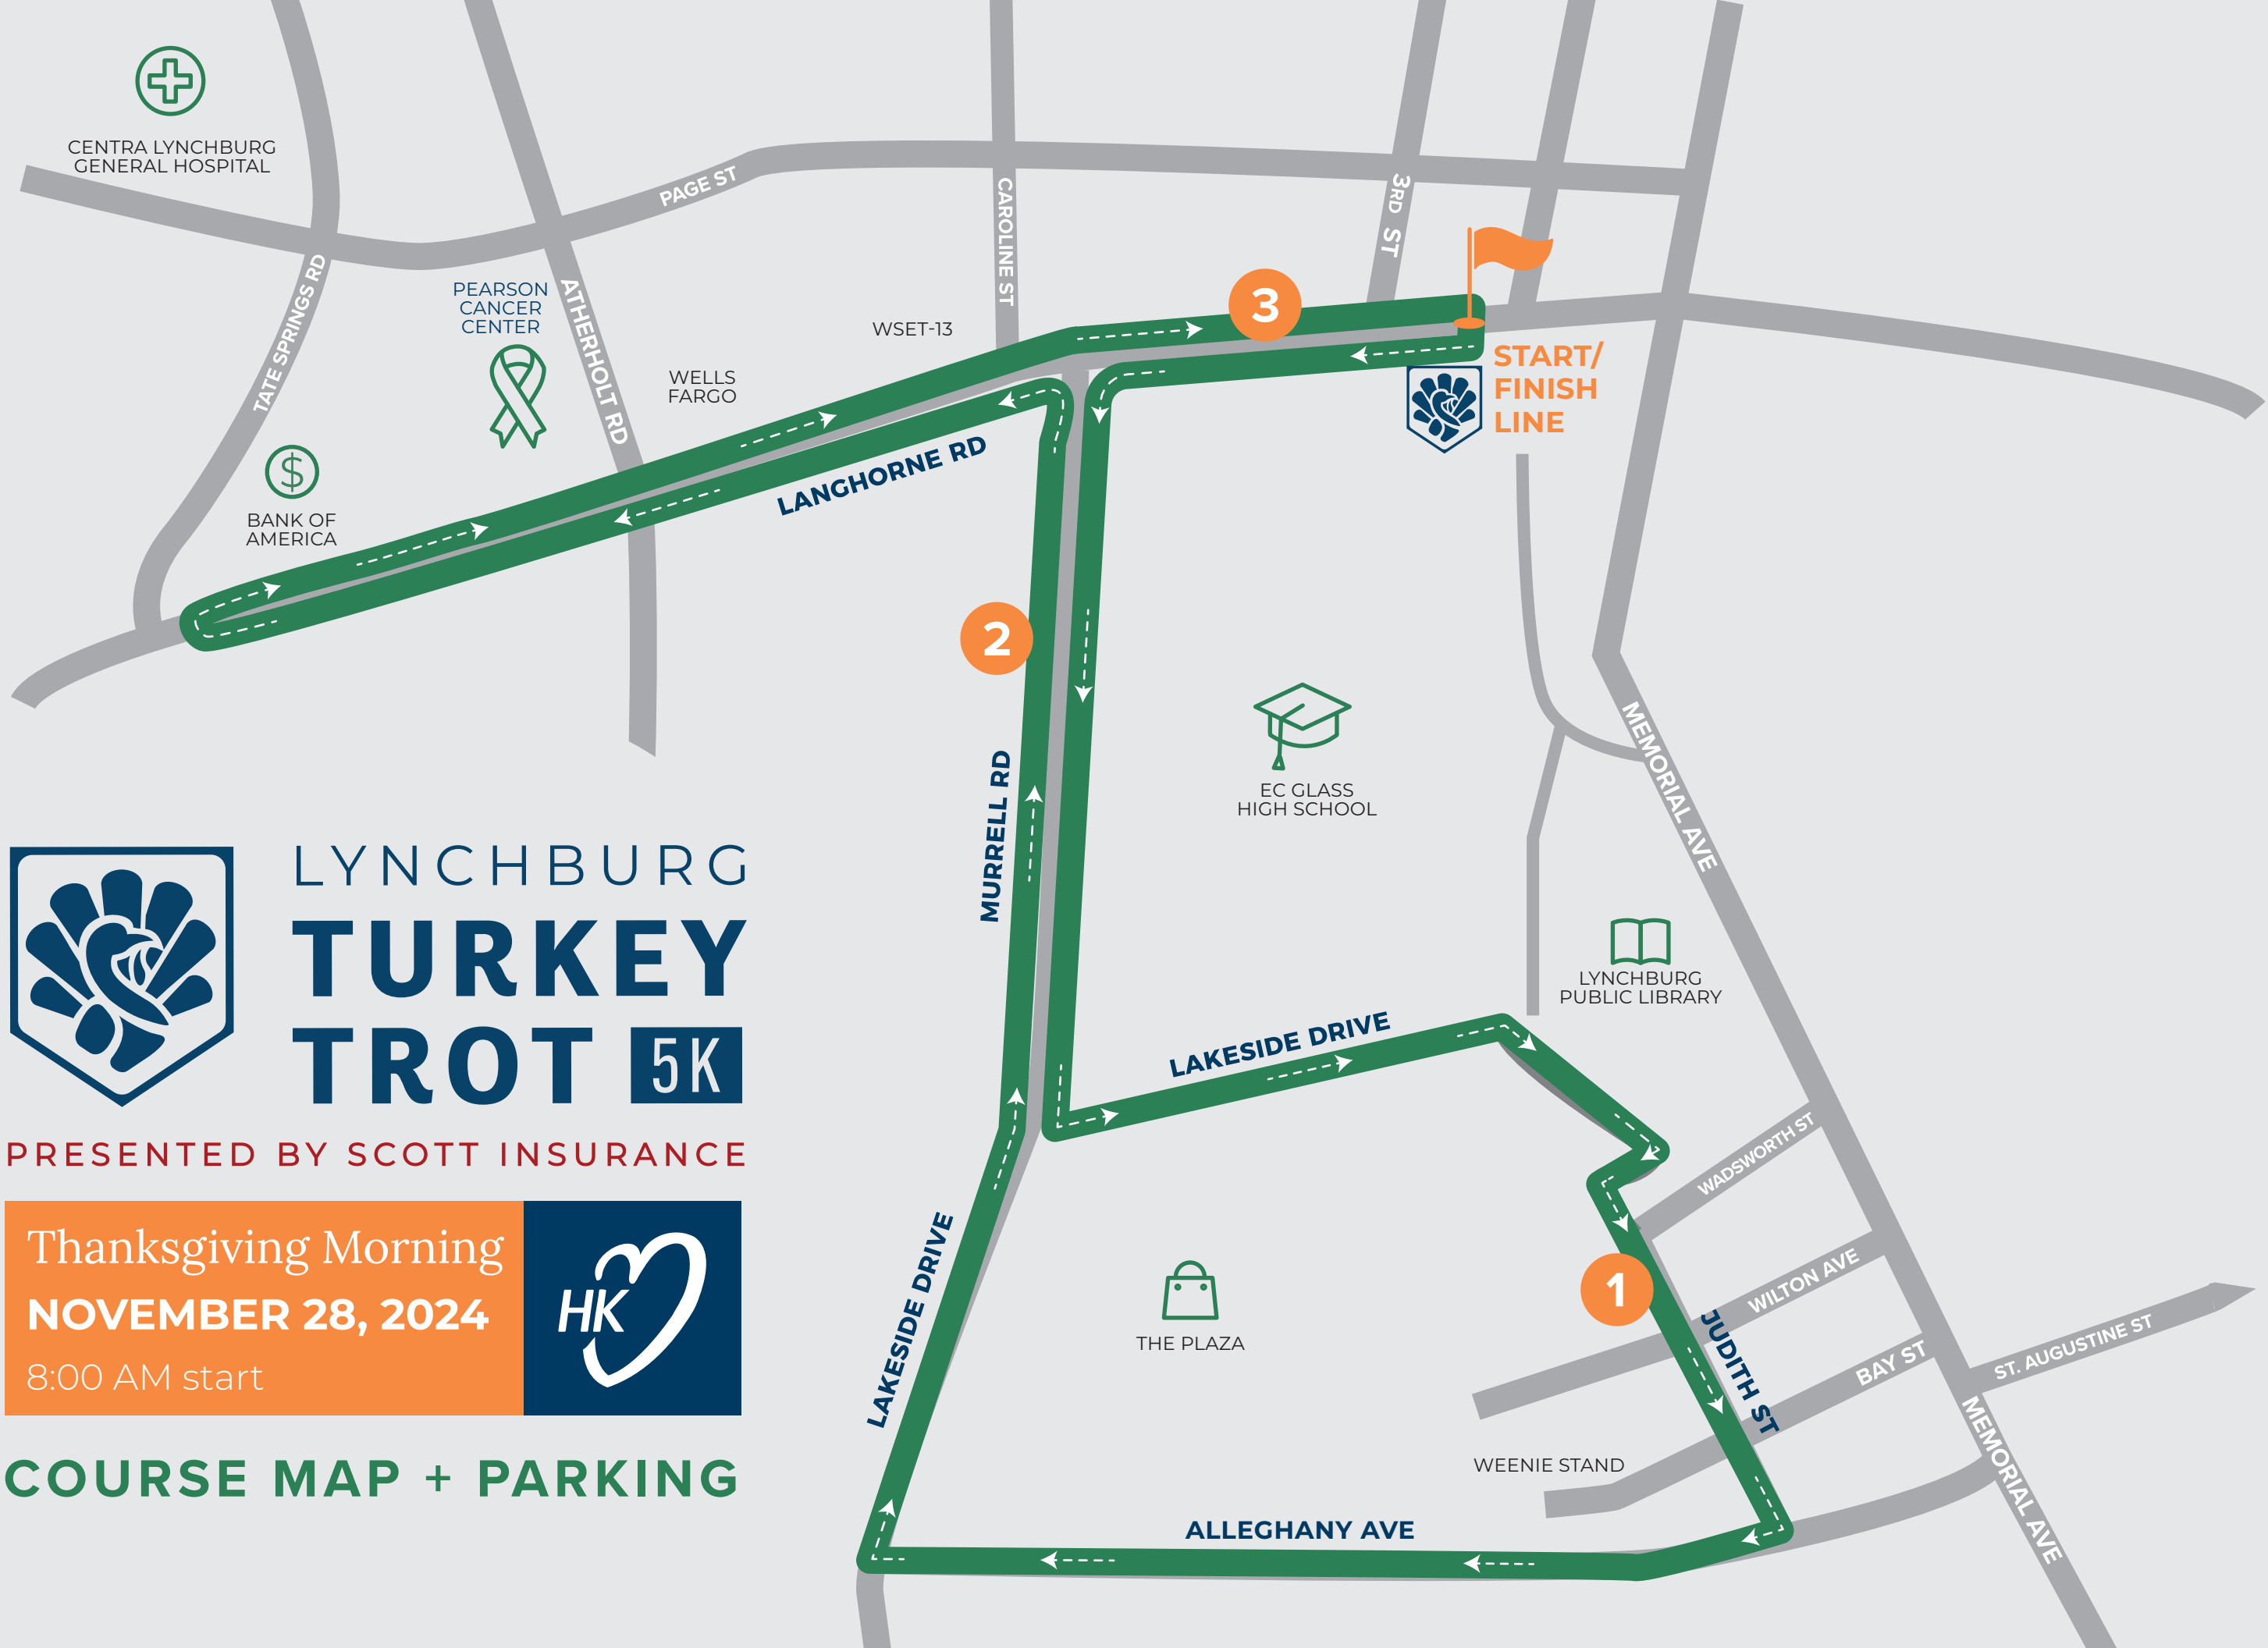 CENTRA LYNCHBURG
GENERAL HOSPITAL
PAGE ST
CAROLINE ST
3RD ST
TATE SPRINGS RD
PEARSON
CANCER
CENTER
ATHERHOLT RD
WSET-13
WELLS
FARGO
3
START/
FINISH
LINE
LANGHORNE RD
$
BANK OF
AMERICA
2
EC GLASS
HIGH SCHOOL
MURRELL RD
MEMORIAL AVE
LYNCHBURG
PUBLIC LIBRARY
LAKESIDE DRIVE
WADSWORTH ST
1
WILTON AVE
JUDITH ST
BAY ST
ST. AUGUSTINE ST
THE PLAZA
LAKESIDE DRIVE
WEENIE STAND
MEMORIAL AVE
ALLEGHANY AVE
LYNCHBURG
TURKEY
TROT 5K
PRESENTED BY SCOTT INSURANCE
Thanksgiving Morning
NOVEMBER 28, 2024
8:00 AM start
HK
COURSE MAP + PARKING